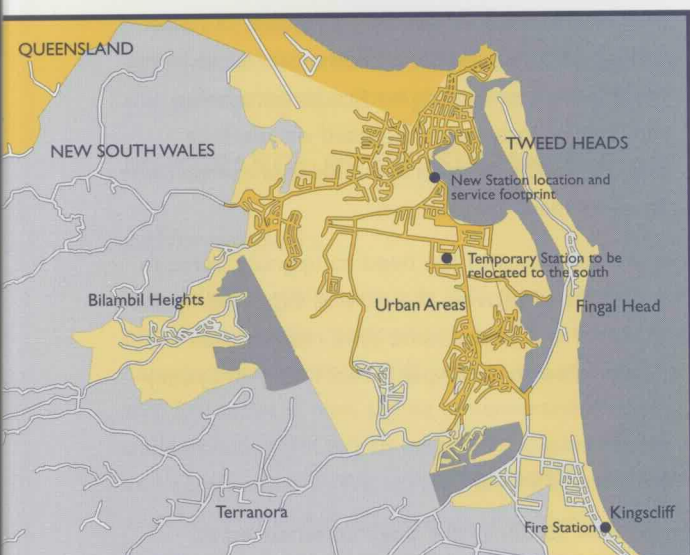 QUEENSLAND
NEW SOUTH WALES
TWEED HEADS
New Station location and
service footprint
Temporary Station to be
relocated to the south
Bilambil Heights
Urban Areas
Fingal Head
Terranora
Kingscliff
Fire Station